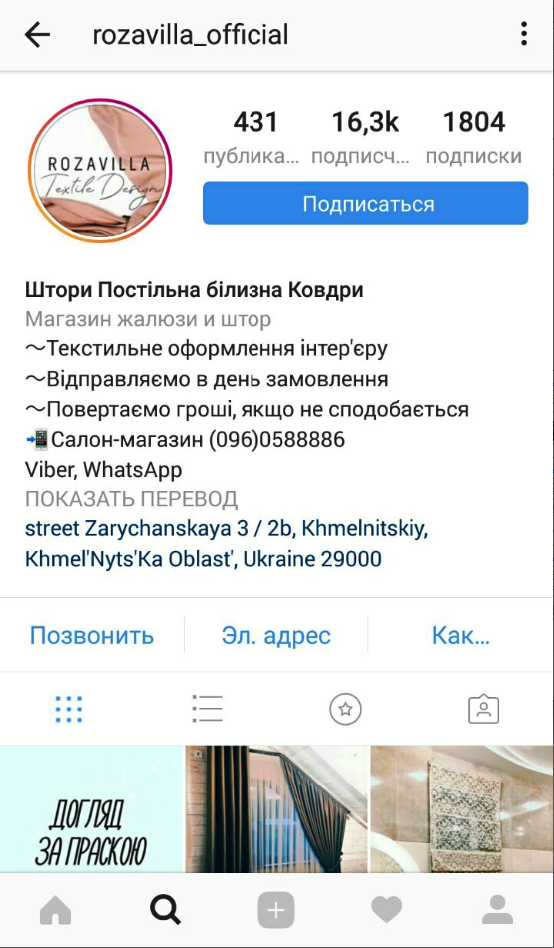 rozavilla_official
431 16,3k 1804
публика... подписч... подписки
ROZAVILLA
Textile Design
Подписаться
Штори Постільна білизна Ковдри
Магазин жалюзи и штор
～Текстильне оформлення інтер'єру
～Відправляємо в день замовлення
～Повертаємо гроші, якщо не сподобається
📲Салон-магазин (096)0588886
Viber, WhatsApp
ПОКАЗАТЬ ПЕРЕВОД
street Zarychanskaya 3 / 2b, Khmelnitskiy,
Khmel'Nyts'Ka Oblast', Ukraine 29000
Позвонить Эл. адрес Как...
ДОГЛЯД
ЗА ПРАСКОЮ